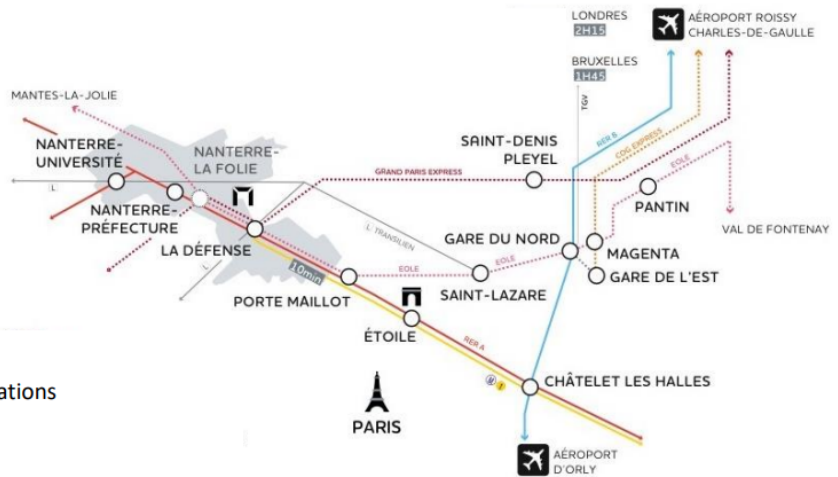 LONDRES
2H15
AÉROPORT ROISSY
CHARLES-DE-GAULLE
BRUXELLES
1H45
TGV
MANTES-LA-JOLIE
NANTERRE-
UNIVERSITÉ
NANTERRE-
LA FOLIE
SAINT-DENIS
PLEYEL
RER B
CDG EXPRESS
EOLE
GRAND PARIS EXPRESS
L
NANTERRE-
PRÉFECTURE
PANTIN
VAL DE FONTENAY
LA DÉFENSE
L TRANSILIEN
GARE DU NORD
MAGENTA
L
10min
EOLE
EOLE
GARE DE L'EST
PORTE MAILLOT
SAINT-LAZARE
ÉTOILE
RER A
CHÂTELET LES HALLES
M 1
ations
PARIS
AÉROPORT
D'ORLY